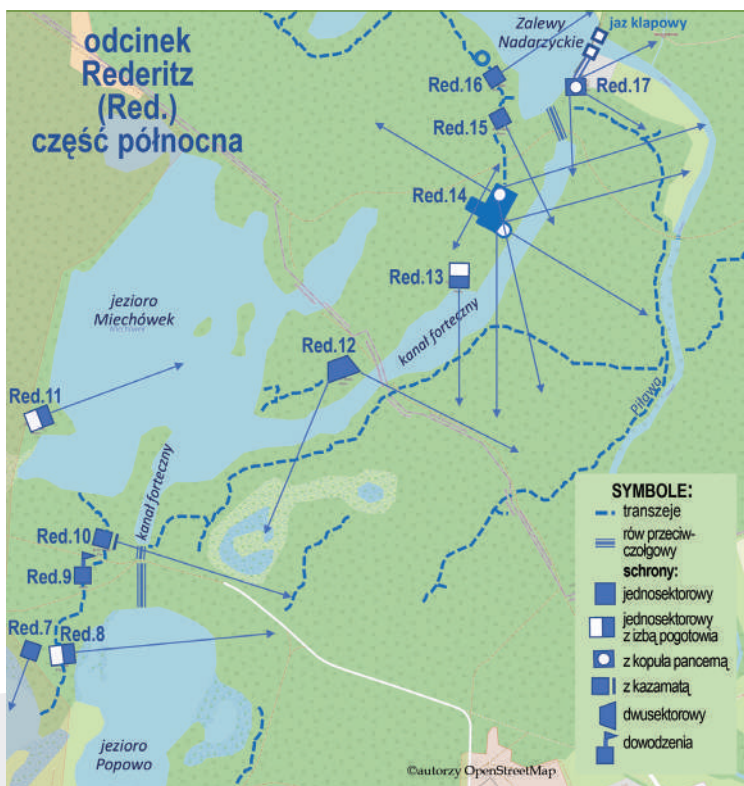 odcinek
Rederitz
(Red.)
część północna
Zalewy
Nadarzyckie
jaz klapowy
Red.16
Red.17
Red.15
Red.14
Red.13
jezioro
Miechówek
kanał forteczny
Red.12
Red.11
Piława
kanał forteczny
Red.10
Red.9
Red.7
Red.8
jezioro
Popowo
SYMBOLE:
transzeje
rów przeciw-
czołgowy
schrony:
jednosektorowy
jednosektorowy
z izbą pogotowia
z kopuła pancerną
z kazamatą
dwusektorowy
dowodzenia
©autorzy OpenStreetMap